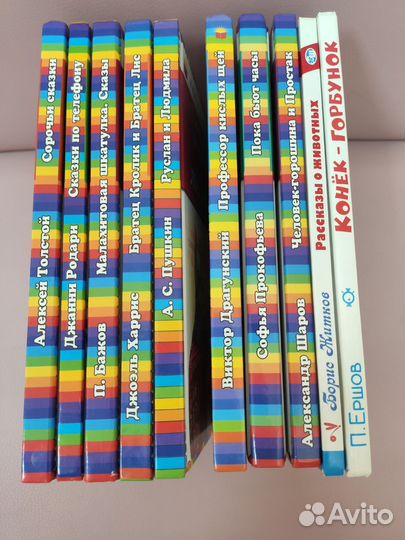 Алексей Толстой Сорочьи сказки
Джанни Родари Сказки по телефону
П. Бажов Малахитовая шкатулка. Сказы
Джоэль Харрис Братец Кролик и Братец Лис
А. С. Пушкин Руслан и Людмила
Виктор Драгунский Профессор кислых щей
Софья Прокофьева Пока бьют часы
Александр Шаров Человек-горошина и Простак
Борис Житков Рассказы о животных
П. Ершов Конёк - горбунок
Avito